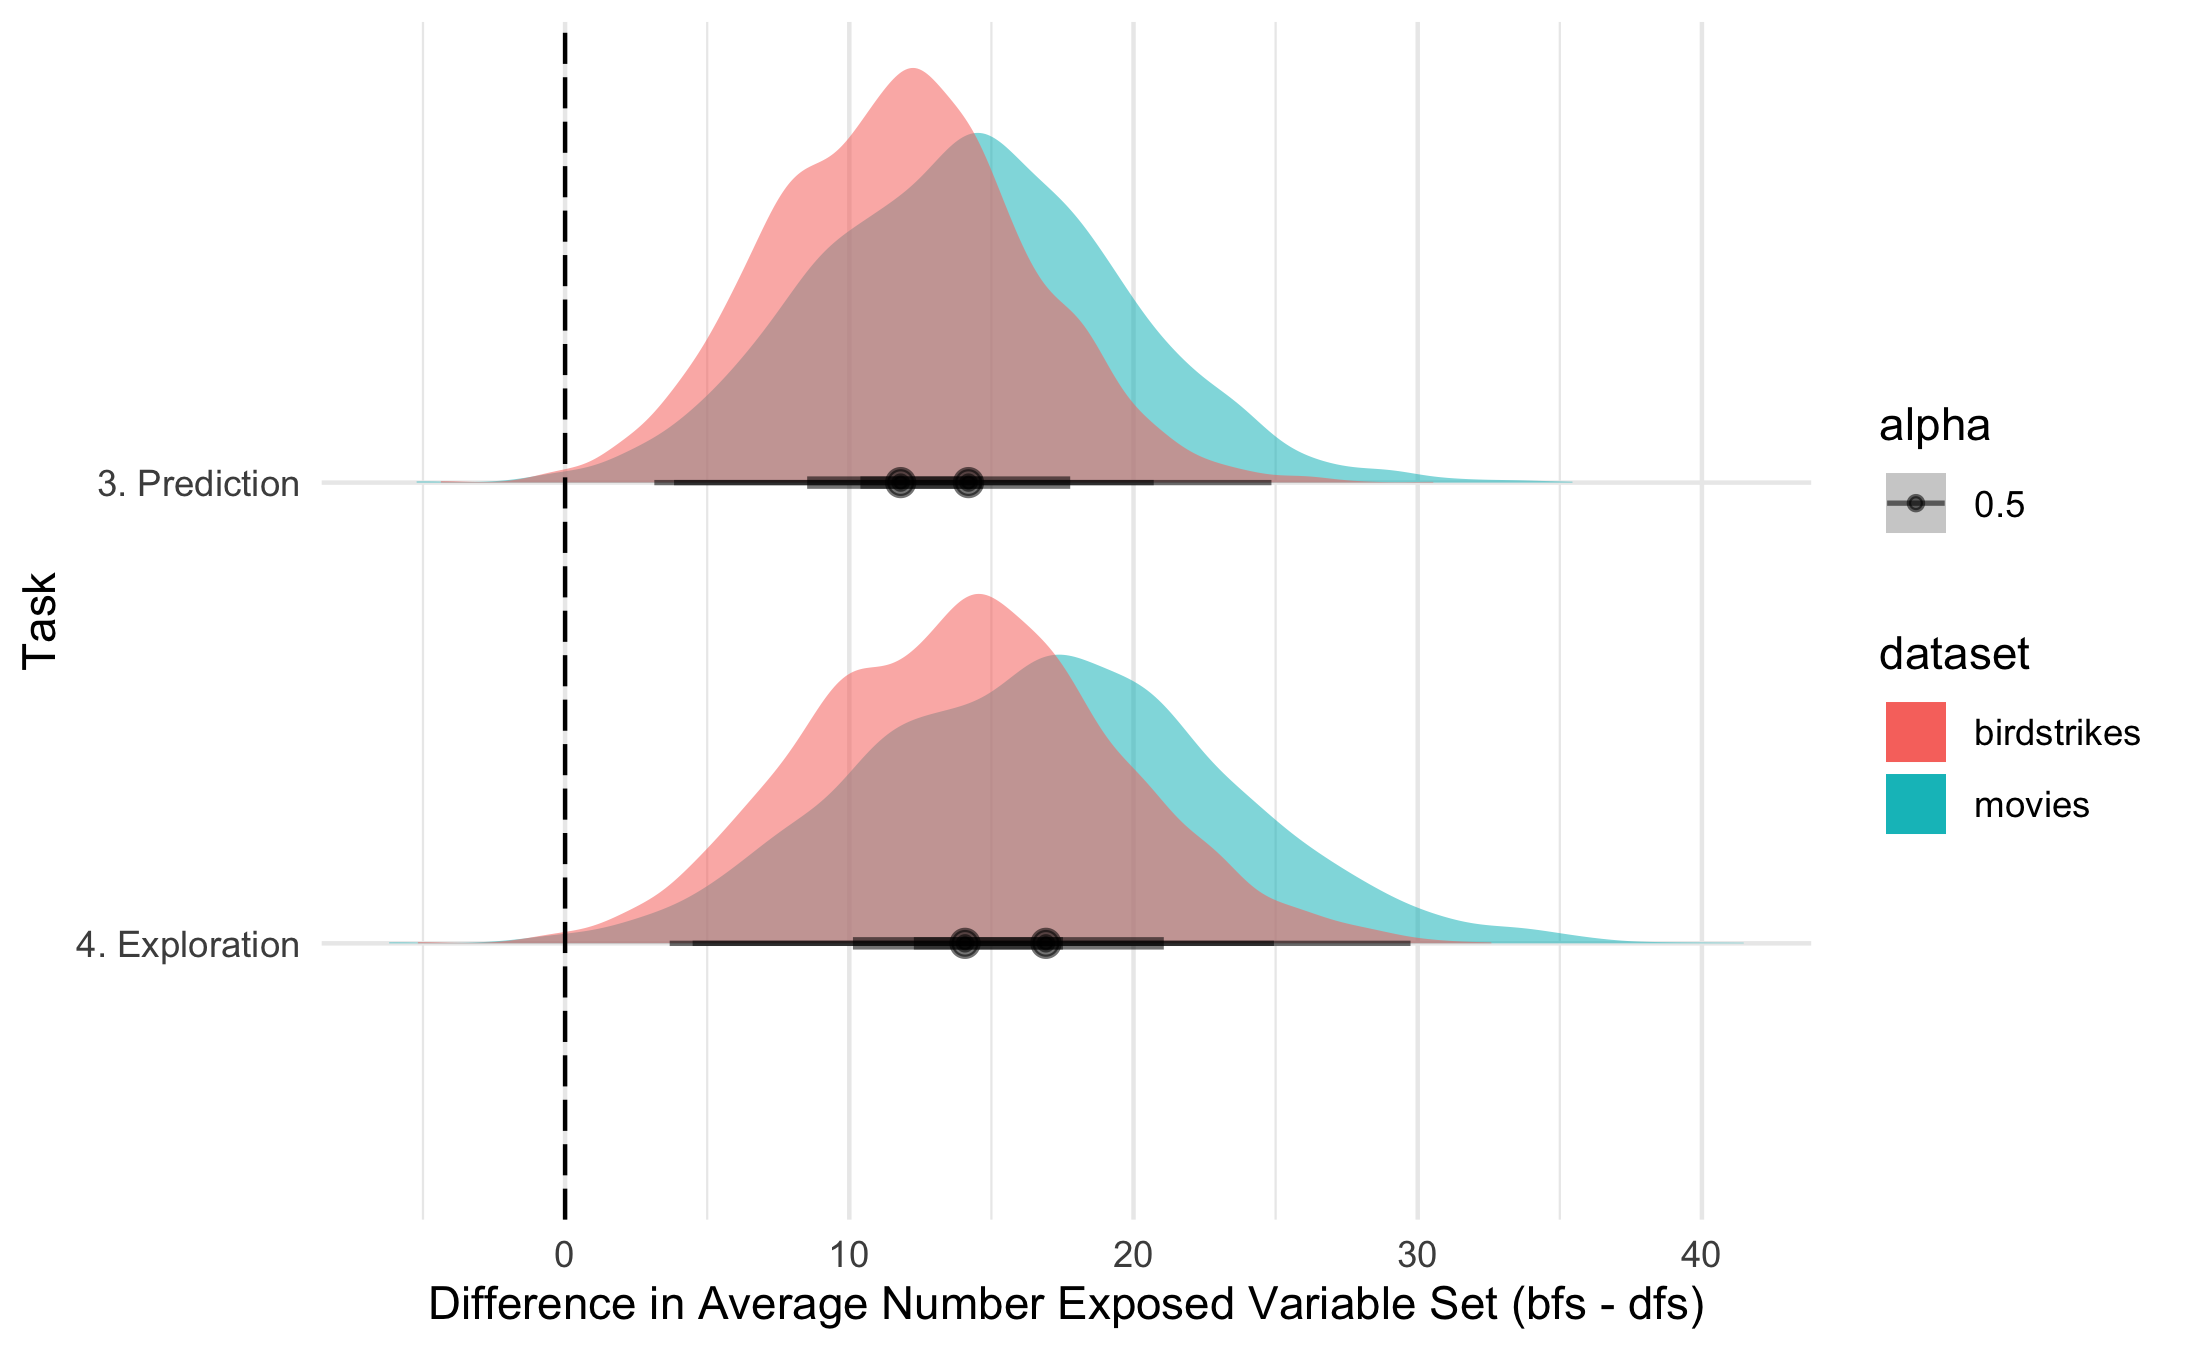 3. Prediction
4. Exploration
Task
0
10
20
30
40
Difference in Average Number Exposed Variable Set (bfs - dfs)
alpha
0.5
dataset
birdstrikes
movies